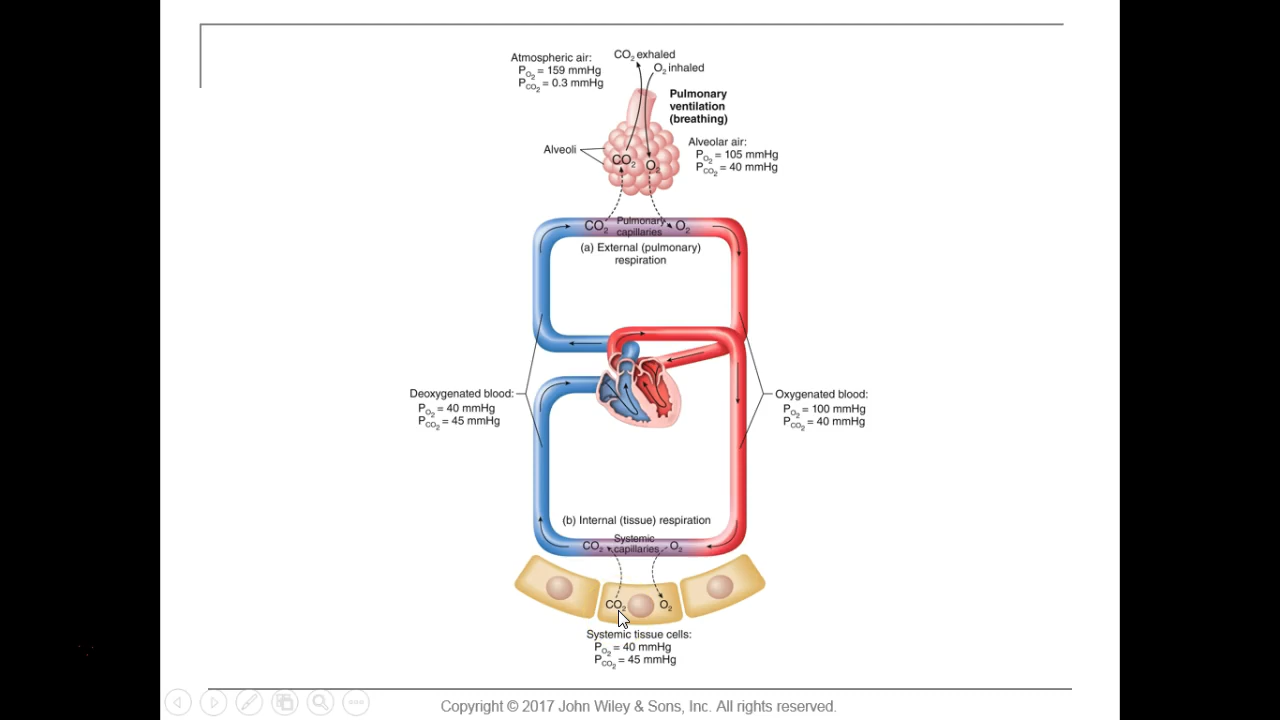 Atmospheric air:
PO2 = 159 mmHg
PCO2 = 0.3 mmHg
CO2 exhaled
O2 inhaled
Pulmonary
ventilation
(breathing)
Alveolar air:
PO2 = 105 mmHg
PCO2 = 40 mmHg
Alveoli
CO2
O2
CO2
Pulmonary
capillaries
O2
(a) External (pulmonary)
respiration
Deoxygenated blood:
PO2 = 40 mmHg
PCO2 = 45 mmHg
Oxygenated blood:
PO2 = 100 mmHg
PCO2 = 40 mmHg
(b) Internal (tissue) respiration
CO2
Systemic
capillaries
O2
CO2
O2
Systemic tissue cells:
PO2 = 40 mmHg
PCO2 = 45 mmHg
Copyright © 2017 John Wiley & Sons, Inc. All rights reserved.